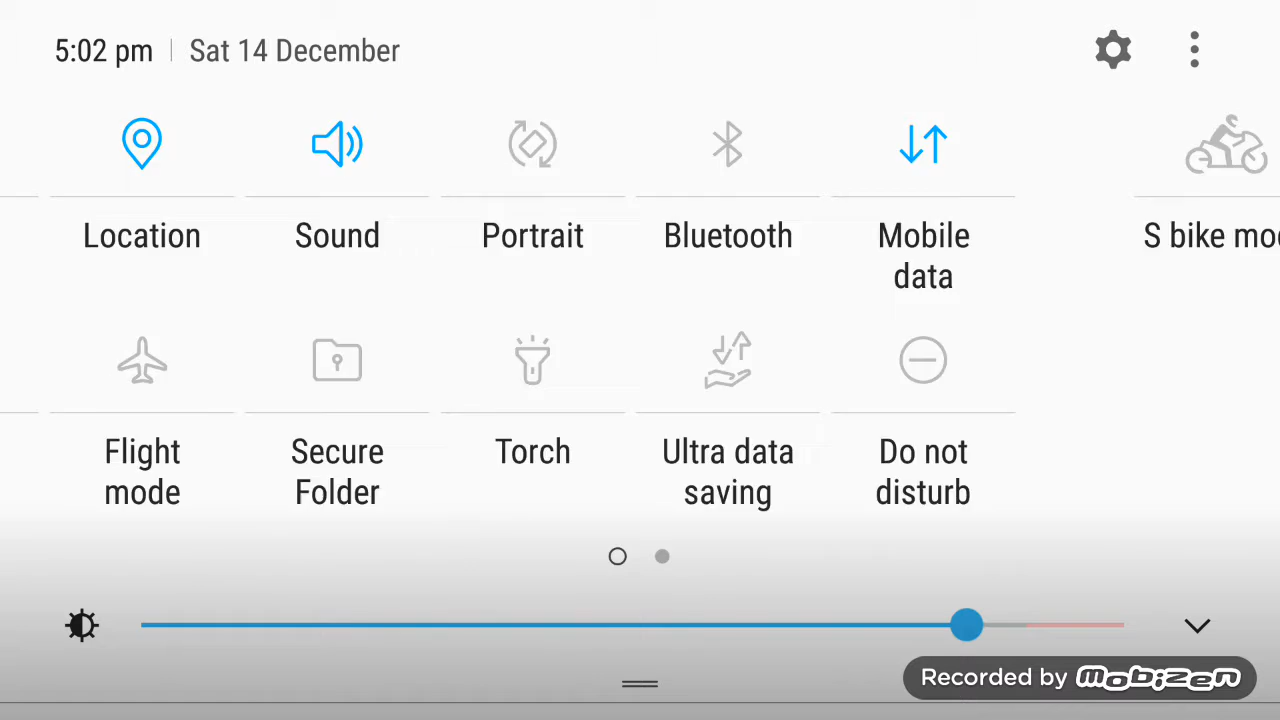 5:02 pm | Sat 14 December
Location
Sound
Portrait
Bluetooth
Mobile
data
S bike mo
Flight
mode
Secure
Folder
Torch
Ultra data
saving
Do not
disturb
Recorded by mobizen